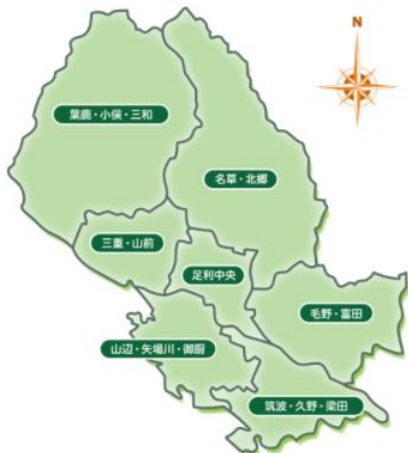 N
葉鹿・小俣・三和
名草・北郷
三重・山前
足利中央
毛野・富田
山辺・矢場川・御厨
筑波・久野・梁田